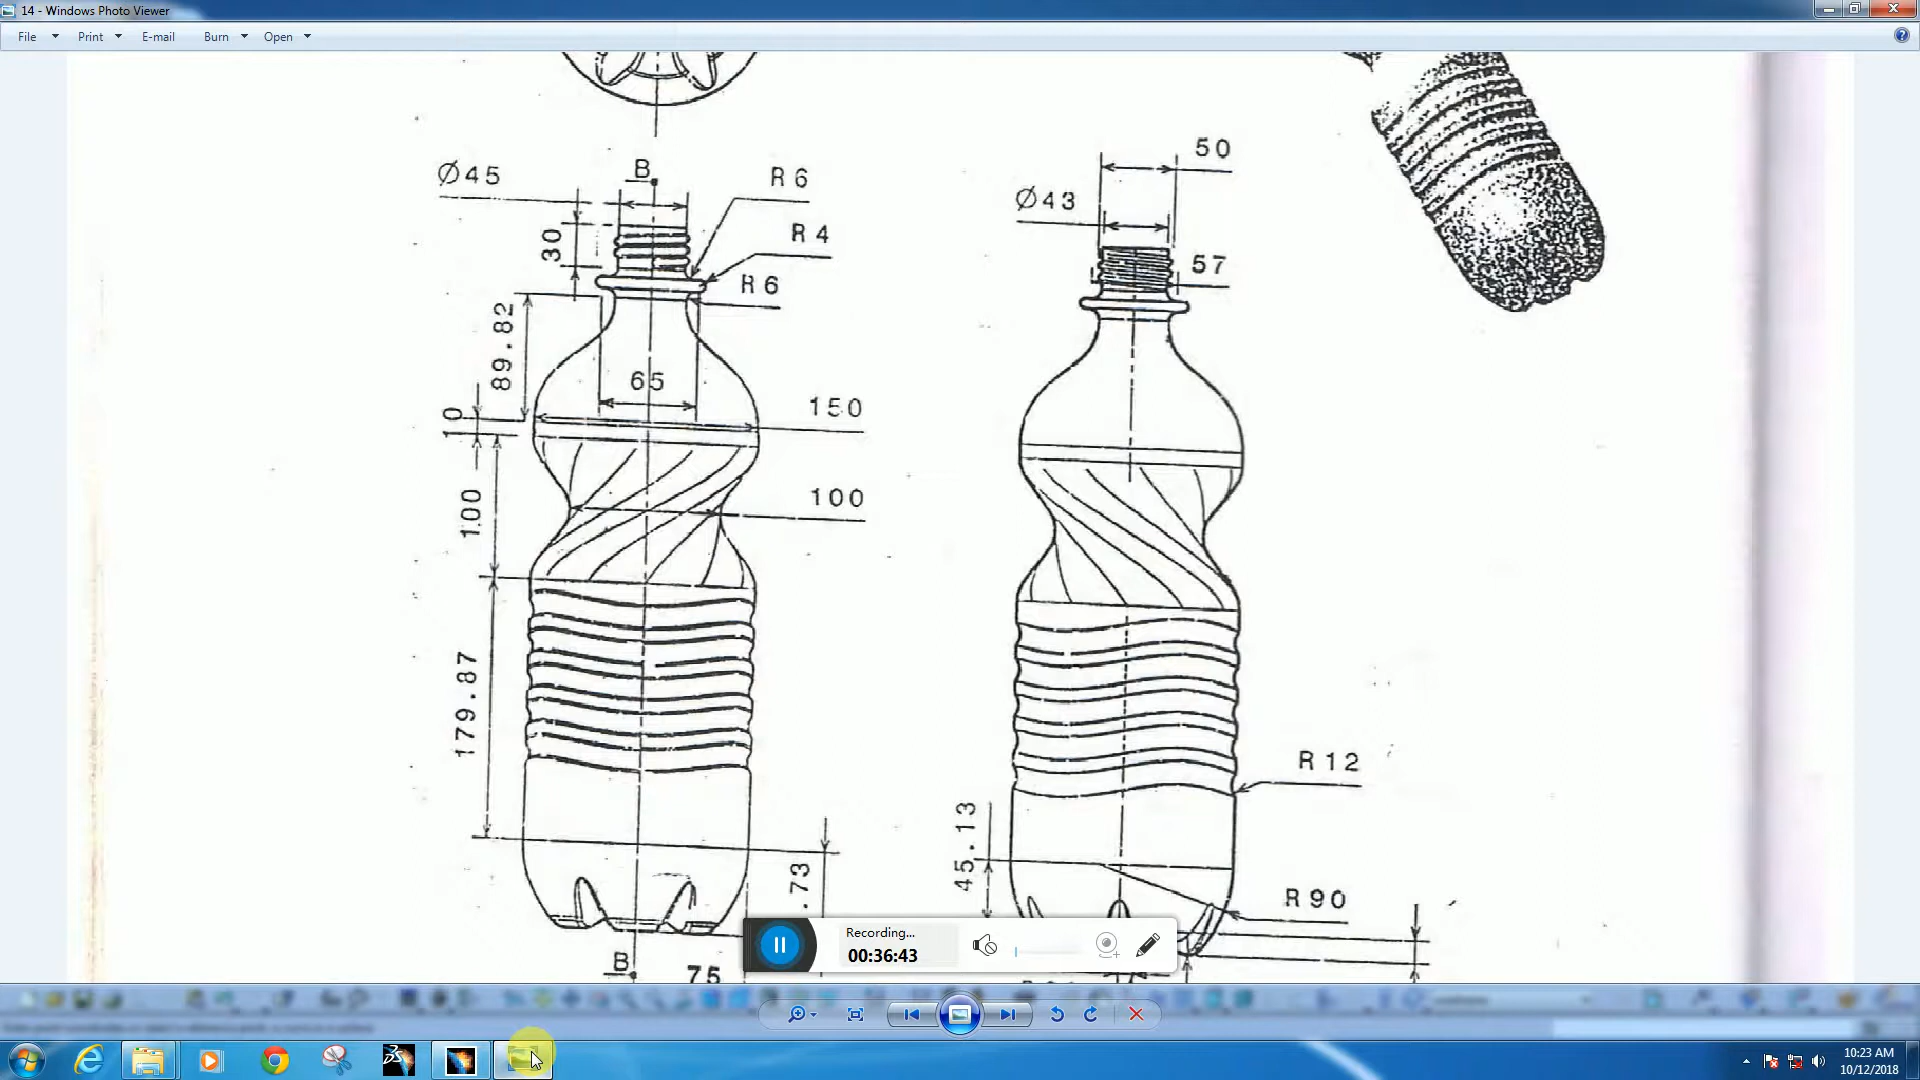 14 - Windows Photo Viewer
File
Print
E-mail
Burn
Open
B
Ø45
R6
30
R4
R6
89.82
65
10
150
100
100
179.87
.73
B
75
50
Ø43
57
R12
45.13
R90
Recording...
00:36:43
10:23 AM
10/12/2018